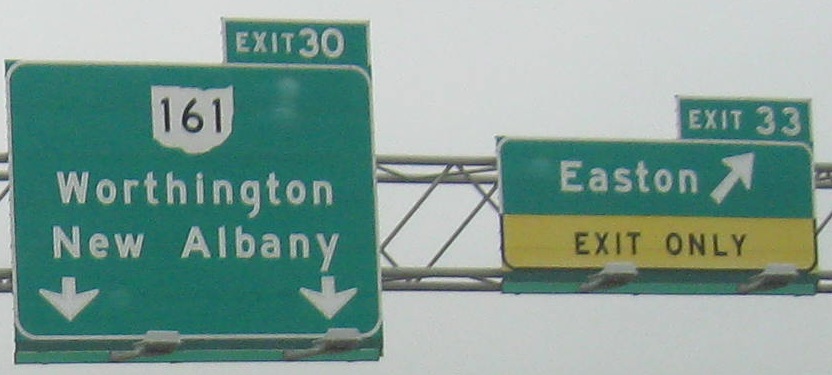 EXIT 30
161
Worthington
New Albany
EXIT 33
Easton
EXIT ONLY